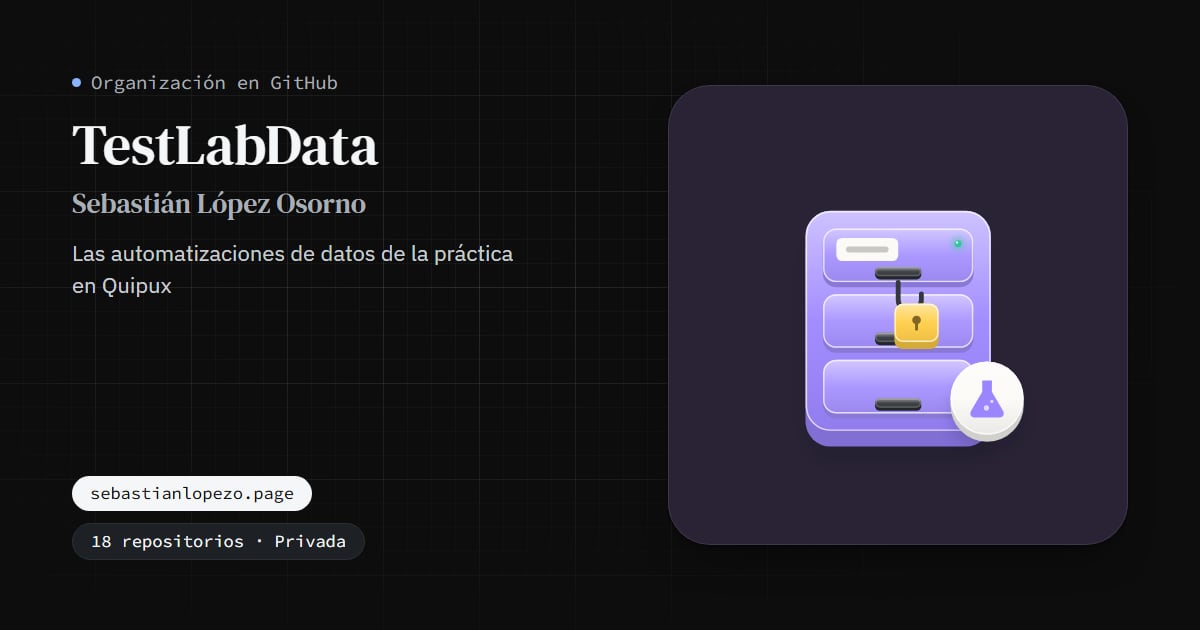 Organización en GitHub
TestLabData
Sebastián López Osorno
Las automatizaciones de datos de la práctica
en Quipux
sebastianlopezo.page
18 repositorios · Privada